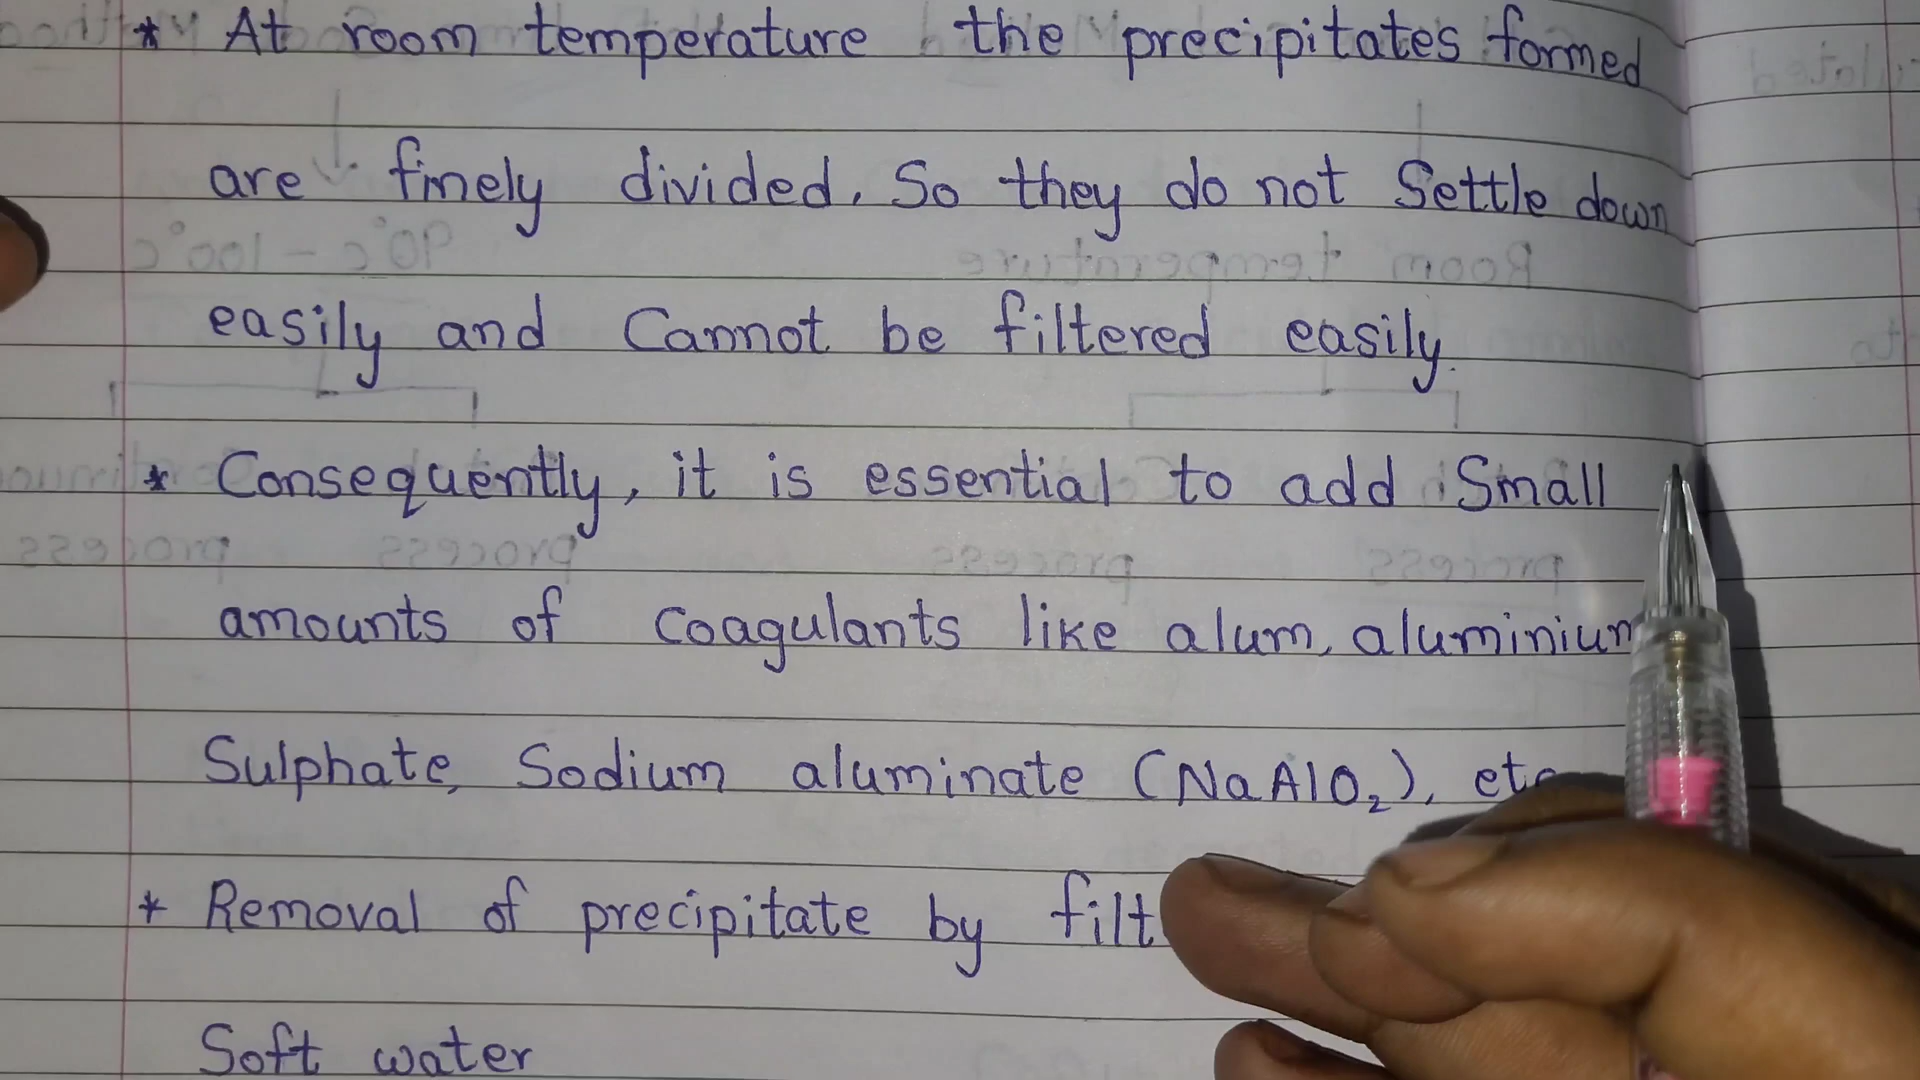 * At room temperature the precipitates formed
are finely divided. So they do not Settle down
easily and Cannot be filtered easily.
* Consequently, it is essential to add Small
amounts of Coagulants like alum, aluminium
Sulphate, Sodium aluminate (NaAlO₂), etc
* Removal of precipitate by filt
Soft water